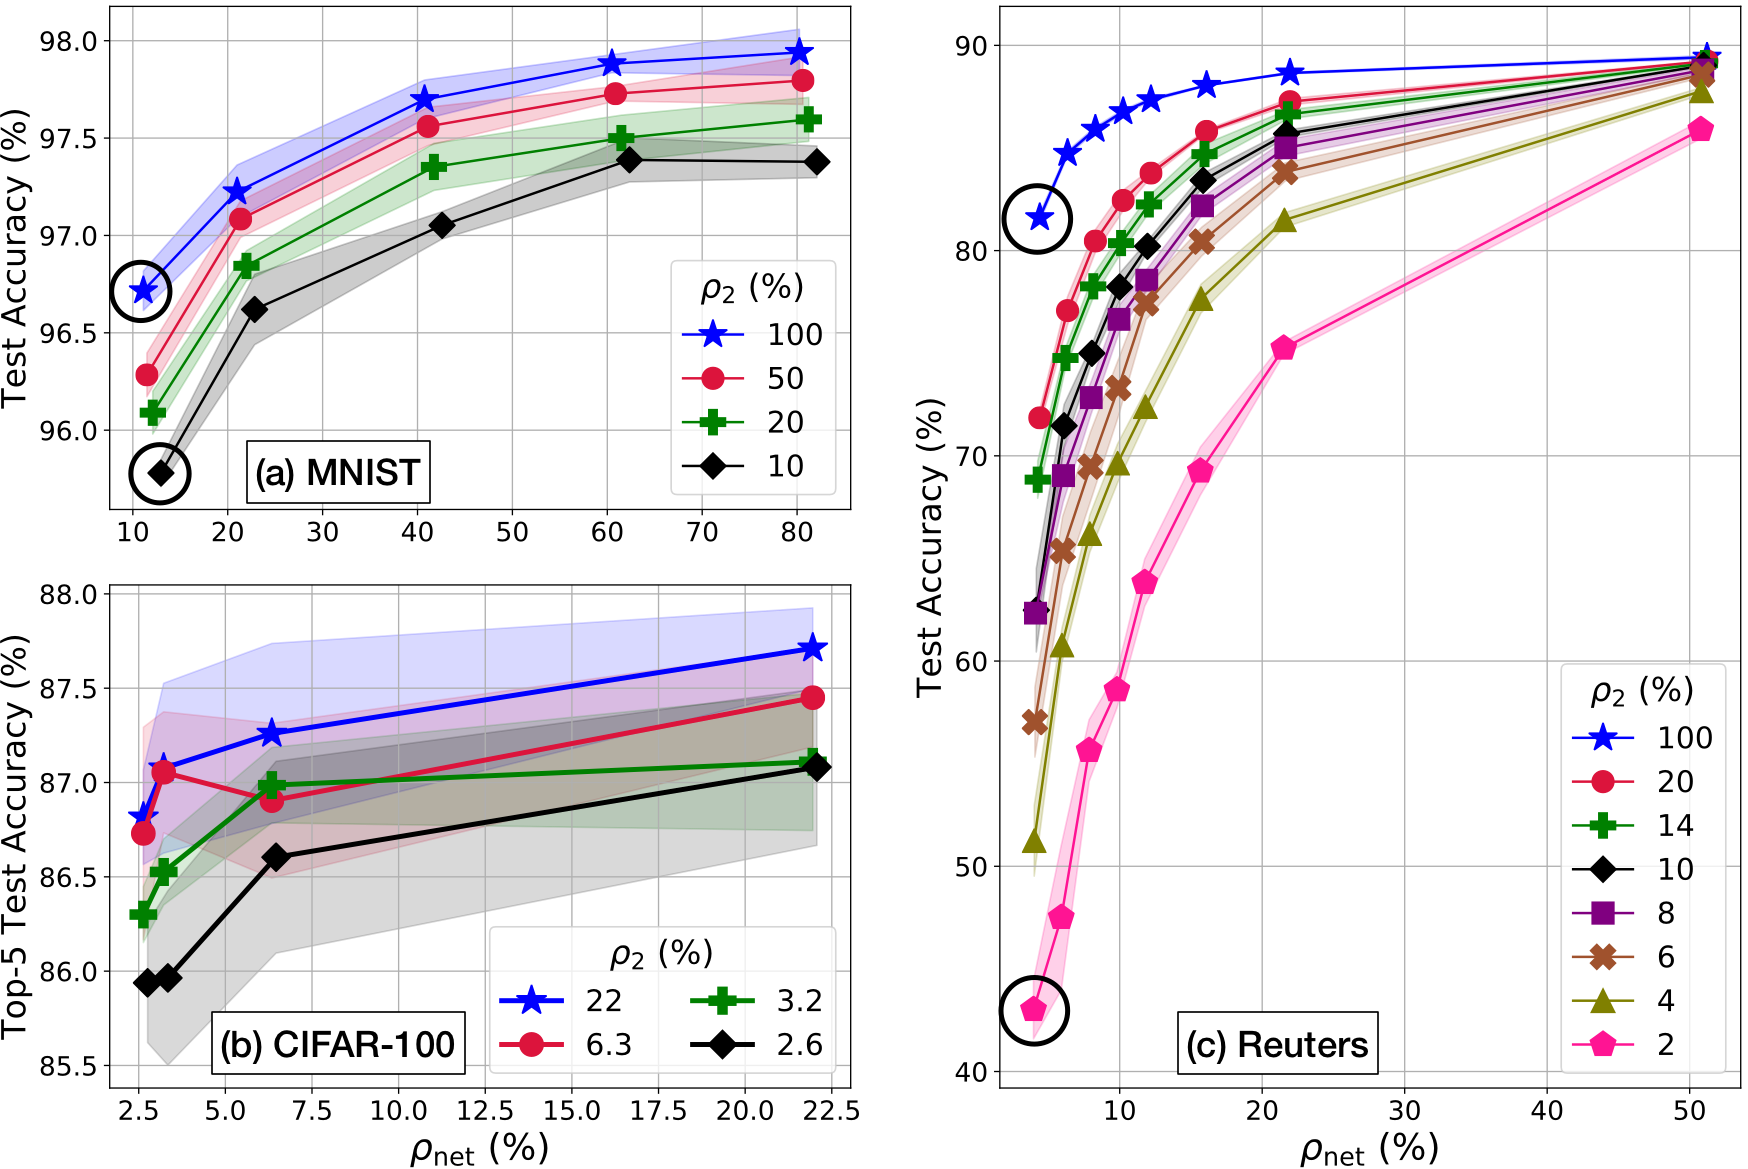 98.0
97.5
97.0
96.5
96.0
Test Accuracy (%)
10 20 30 40 50 60 70 80
ρ2 (%)
100
50
20
10
(a) MNIST
88.0
87.5
87.0
86.5
86.0
85.5
Top-5 Test Accuracy (%)
2.5 5.0 7.5 10.0 12.5 15.0 17.5 20.0 22.5
ρnet (%)
ρ2 (%)
22 3.2
6.3 2.6
(b) CIFAR-100
90
80
70
60
50
40
Test Accuracy (%)
10 20 30 40 50
ρnet (%)
ρ2 (%)
100
20
14
10
8
6
4
2
(c) Reuters